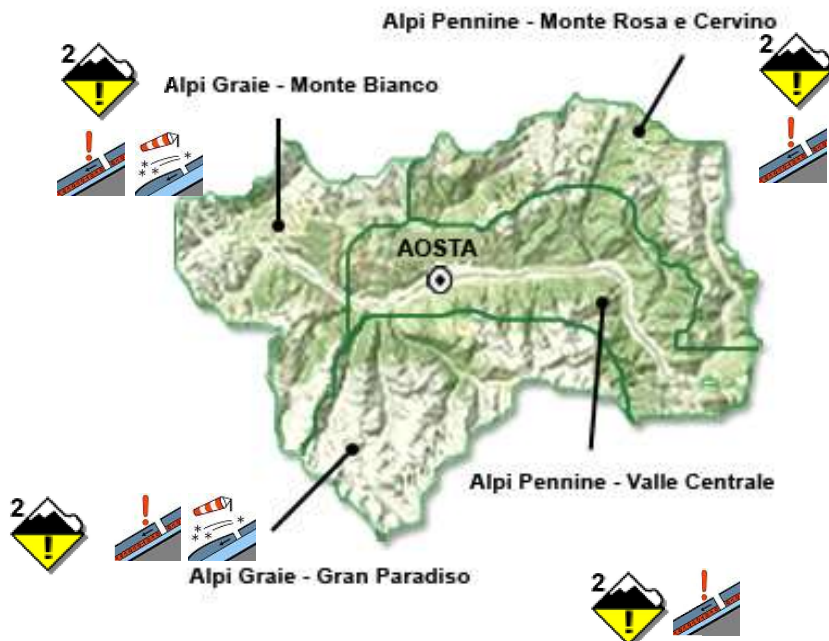 Alpi Pennine - Monte Rosa e Cervino
2
2
Alpi Graie - Monte Bianco
!
!
!
!
AOSTA
Alpi Pennine - Valle Centrale
2
!
!
Alpi Graie - Gran Paradiso
2
!
!